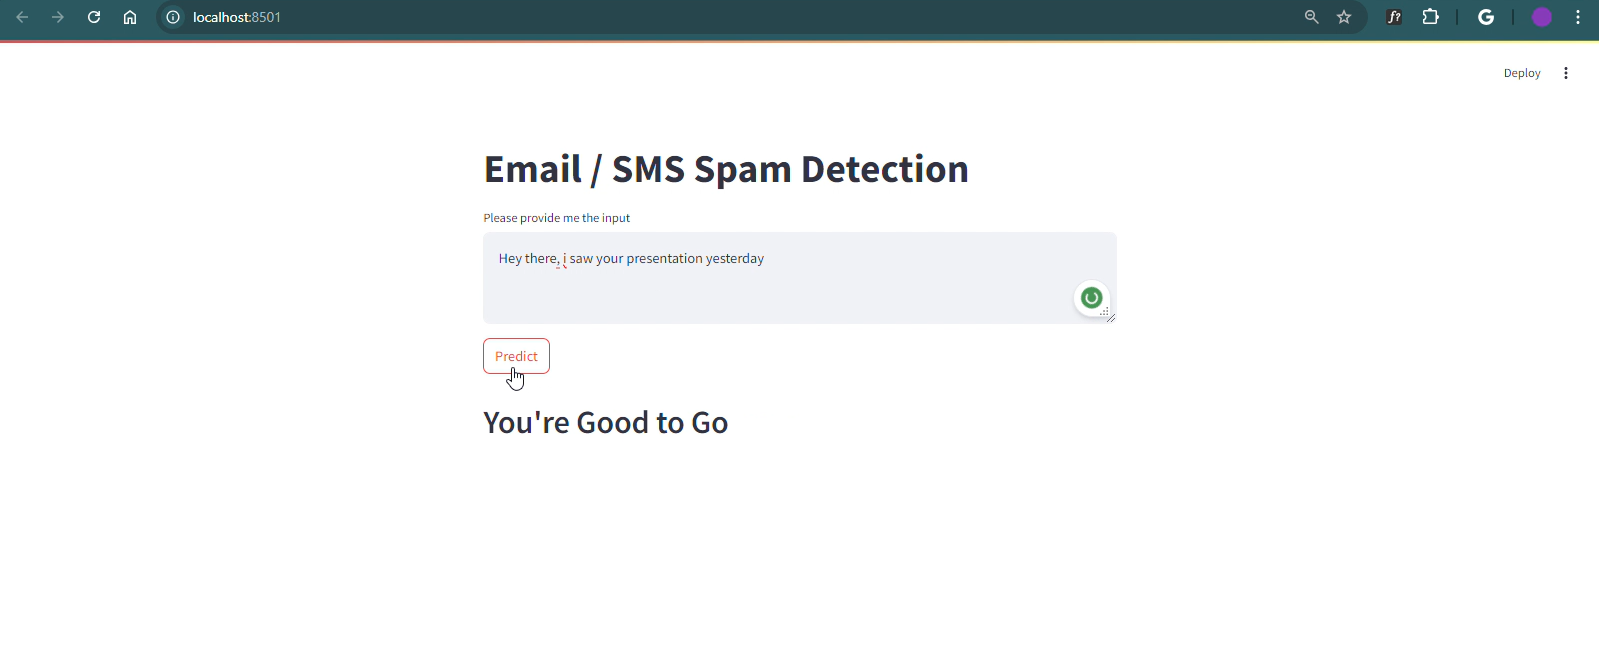 localhost:8501
f?
G
Deploy
Email / SMS Spam Detection
Please provide me the input
Hey there, i saw your presentation yesterday
Predict
You're Good to Go